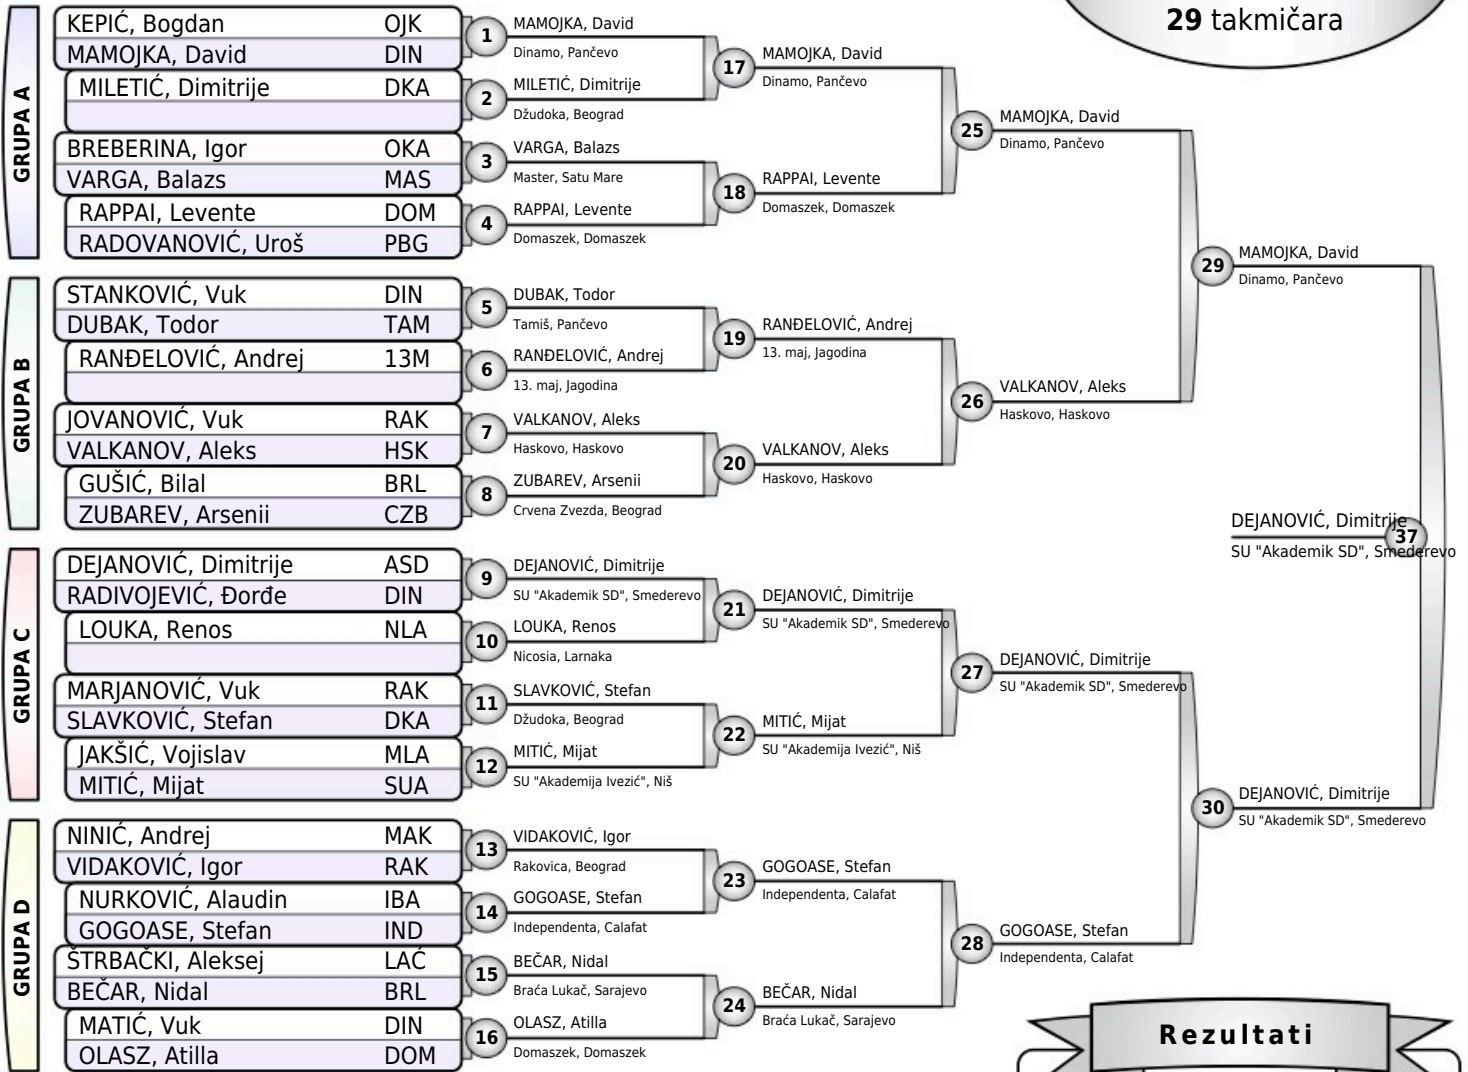 29 takmičara
GRUPA A
KEPIĆ, Bogdan OJK
MAMOJKA, David DIN
MILETIĆ, Dimitrije DKA
BREBERINA, Igor OKA
VARGA, Balazs MAS
RAPPAI, Levente DOM
RADOVANOVIĆ, Uroš PBG
GRUPA B
STANKOVIĆ, Vuk DIN
DUBAK, Todor TAM
RANĐELOVIĆ, Andrej 13M
JOVANOVIĆ, Vuk RAK
VALKANOV, Aleks HSK
GUŠIĆ, Bilal BRL
ZUBAREV, Arsenii CZB
GRUPA C
DEJANOVIĆ, Dimitrije ASD
RADIVOJEVIĆ, Đorđe DIN
LOUKA, Renos NLA
MARJANOVIĆ, Vuk RAK
SLAVKOVIĆ, Stefan DKA
JAKŠIĆ, Vojislav MLA
MITIĆ, Mijat SUA
GRUPA D
NINIĆ, Andrej MAK
VIDAKOVIĆ, Igor RAK
NURKOVIĆ, Alaudin IBA
GOGOASE, Stefan IND
ŠTRBAČKI, Aleksej LAĆ
BEČAR, Nidal BRL
MATIĆ, Vuk DIN
OLASZ, Atilla DOM
1 MAMOJKA, David
Dinamo, Pančevo
2 MILETIĆ, Dimitrije
Džudoka, Beograd
3 VARGA, Balazs
Master, Satu Mare
4 RAPPAI, Levente
Domaszek, Domaszek
5 DUBAK, Todor
Tamiš, Pančevo
6 RANĐELOVIĆ, Andrej
13. maj, Jagodina
7 VALKANOV, Aleks
Haskovo, Haskovo
8 ZUBAREV, Arsenii
Crvena Zvezda, Beograd
9 DEJANOVIĆ, Dimitrije
SU "Akademik SD", Smederevo
10 LOUKA, Renos
Nicosia, Larnaka
11 SLAVKOVIĆ, Stefan
Džudoka, Beograd
12 MITIĆ, Mijat
SU "Akademija Ivezić", Niš
13 VIDAKOVIĆ, Igor
Rakovica, Beograd
14 GOGOASE, Stefan
Independenta, Calafat
15 BEČAR, Nidal
Braća Lukač, Sarajevo
16 OLASZ, Atilla
Domaszek, Domaszek
17 MAMOJKA, David
Dinamo, Pančevo
18 RAPPAI, Levente
Domaszek, Domaszek
19 RANĐELOVIĆ, Andrej
13. maj, Jagodina
20 VALKANOV, Aleks
Haskovo, Haskovo
21 DEJANOVIĆ, Dimitrije
SU "Akademik SD", Smederevo
22 MITIĆ, Mijat
SU "Akademija Ivezić", Niš
23 GOGOASE, Stefan
Independenta, Calafat
24 BEČAR, Nidal
Braća Lukač, Sarajevo
25 MAMOJKA, David
Dinamo, Pančevo
26 VALKANOV, Aleks
Haskovo, Haskovo
27 DEJANOVIĆ, Dimitrije
SU "Akademik SD", Smederevo
28 GOGOASE, Stefan
Independenta, Calafat
29 MAMOJKA, David
Dinamo, Pančevo
30 DEJANOVIĆ, Dimitrije
SU "Akademik SD", Smederevo
DEJANOVIĆ, Dimitrije 37
SU "Akademik SD", Smederevo
Rezultati